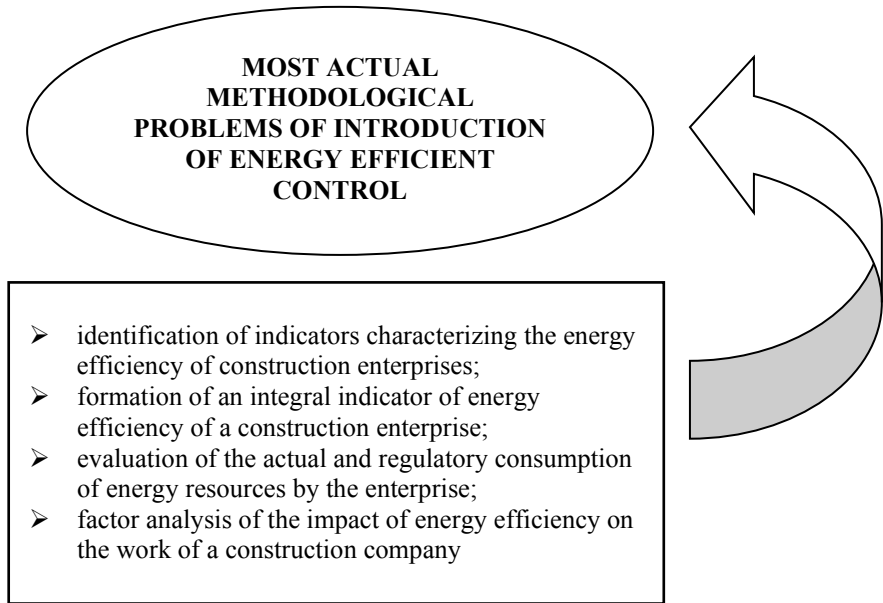 MOST ACTUAL
METHODOLOGICAL
PROBLEMS OF INTRODUCTION
OF ENERGY EFFICIENT
CONTROL
➢ identification of indicators characterizing the energy
efficiency of construction enterprises;
➢ formation of an integral indicator of energy
efficiency of a construction enterprise;
➢ evaluation of the actual and regulatory consumption
of energy resources by the enterprise;
➢ factor analysis of the impact of energy efficiency on
the work of a construction company